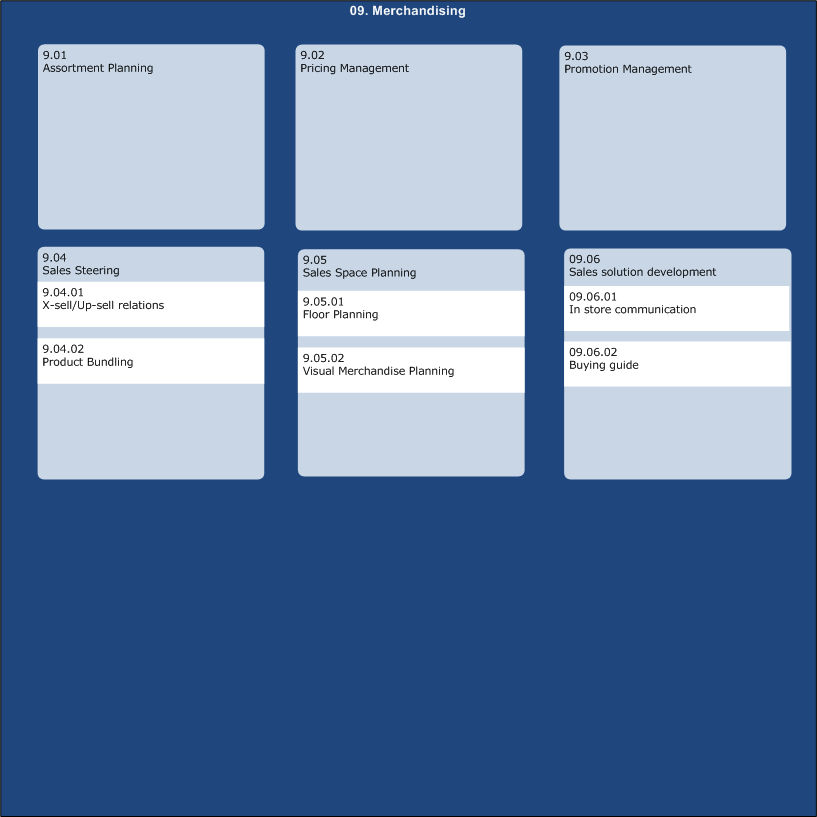 09. Merchandising
9.01
Assortment Planning
9.02
Pricing Management
9.03
Promotion Management
9.04
Sales Steering
9.04.01
X-sell/Up-sell relations
9.04.02
Product Bundling
9.05
Sales Space Planning
9.05.01
Floor Planning
9.05.02
Visual Merchandise Planning
09.06
Sales solution development
09.06.01
In store communication
09.06.02
Buying guide